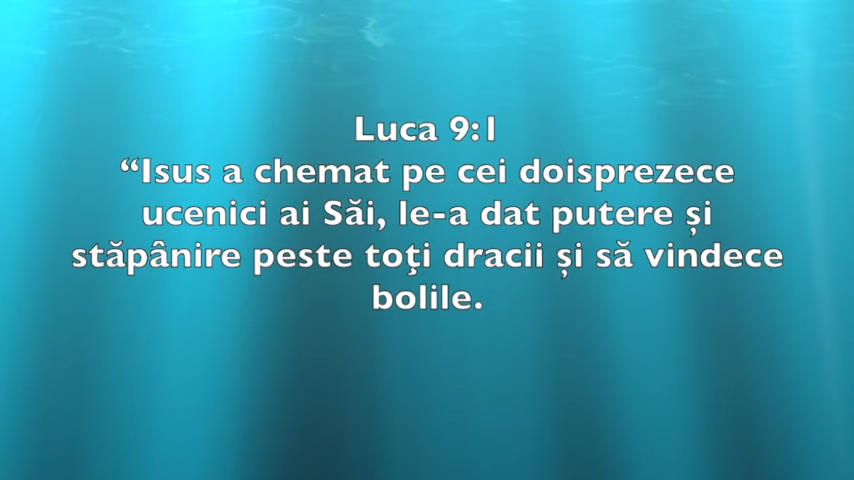 Luca 9:1
“Isus a chemat pe cei doisprezece
ucenici ai Săi, le-a dat putere și
stăpânire peste toţi dracii și să vindece
bolile.